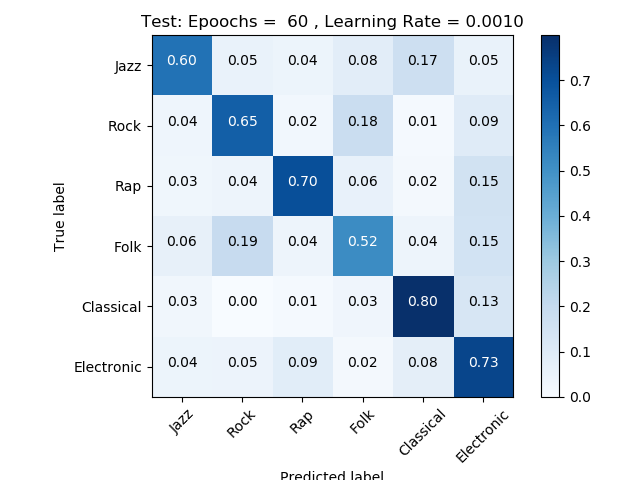 Test: Epoochs =  60 , Learning Rate = 0.0010
True label
Jazz 0.60 0.05 0.04 0.08 0.17 0.05
Rock 0.04 0.65 0.02 0.18 0.01 0.09
Rap 0.03 0.04 0.70 0.06 0.02 0.15
Folk 0.06 0.19 0.04 0.52 0.04 0.15
Classical 0.03 0.00 0.01 0.03 0.80 0.13
Electronic 0.04 0.05 0.09 0.02 0.08 0.73
Jazz Rock Rap Folk Classical Electronic
Predicted label
0.7
0.6
0.5
0.4
0.3
0.2
0.1
0.0